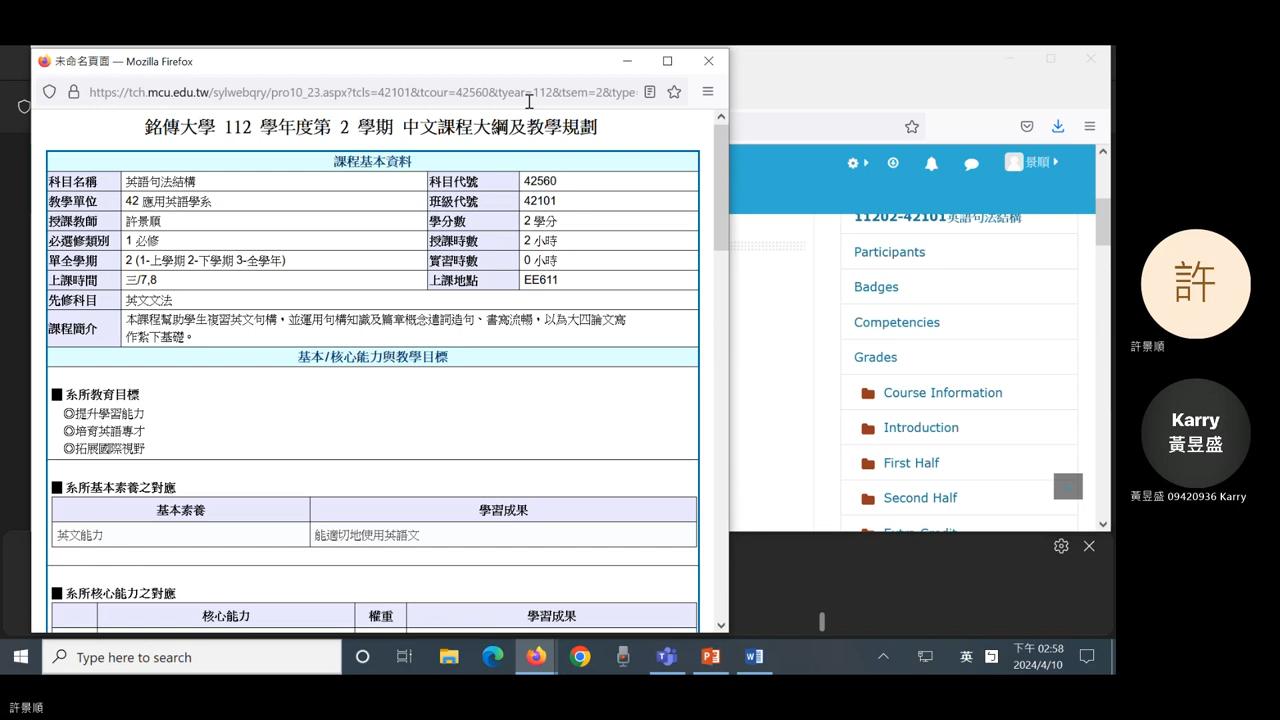 未命名頁面 — Mozilla Firefox
https://tch.mcu.edu.tw/sylwebqry/pro10_23.aspx?tcls=42101&tcour=42560&tyear=112&tsem=2&type
銘傳大學 112 學年度第 2 學期 中文課程大綱及教學規劃
課程基本資料
科目名稱 英語句法結構 科目代號 42560
教學單位 42 應用英語學系 班級代號 42101
授課教師 許景順 學分數 2 學分
必選修類別 1 必修 授課時數 2 小時
單全學期 2 (1-上學期 2-下學期 3-全學年) 實習時數 0 小時
上課時間 三/7,8 上課地點 EE611
先修科目 英文文法
課程簡介 本課程幫助學生複習英文句構，並運用句構知識及篇章概念遣詞造句、書寫流暢，以為大四論文寫
作紮下基礎。
基本/核心能力與教學目標
■ 系所教育目標
◎提升學習能力
◎培育英語專才
◎拓展國際視野
■ 系所基本素養之對應
基本素養 學習成果
英文能力 能適切地使用英語文
■ 系所核心能力之對應
核心能力 權重 學習成果
景順
11202-42101英語句法結構
Participants
Badges
Competencies
Grades
Course Information
Introduction
First Half
Second Half
Extra Credit
許
許景順
Karry
黃昱盛
黃昱盛 09420936 Karry
Type here to search
英
下午 02:58
2024/4/10
許景順